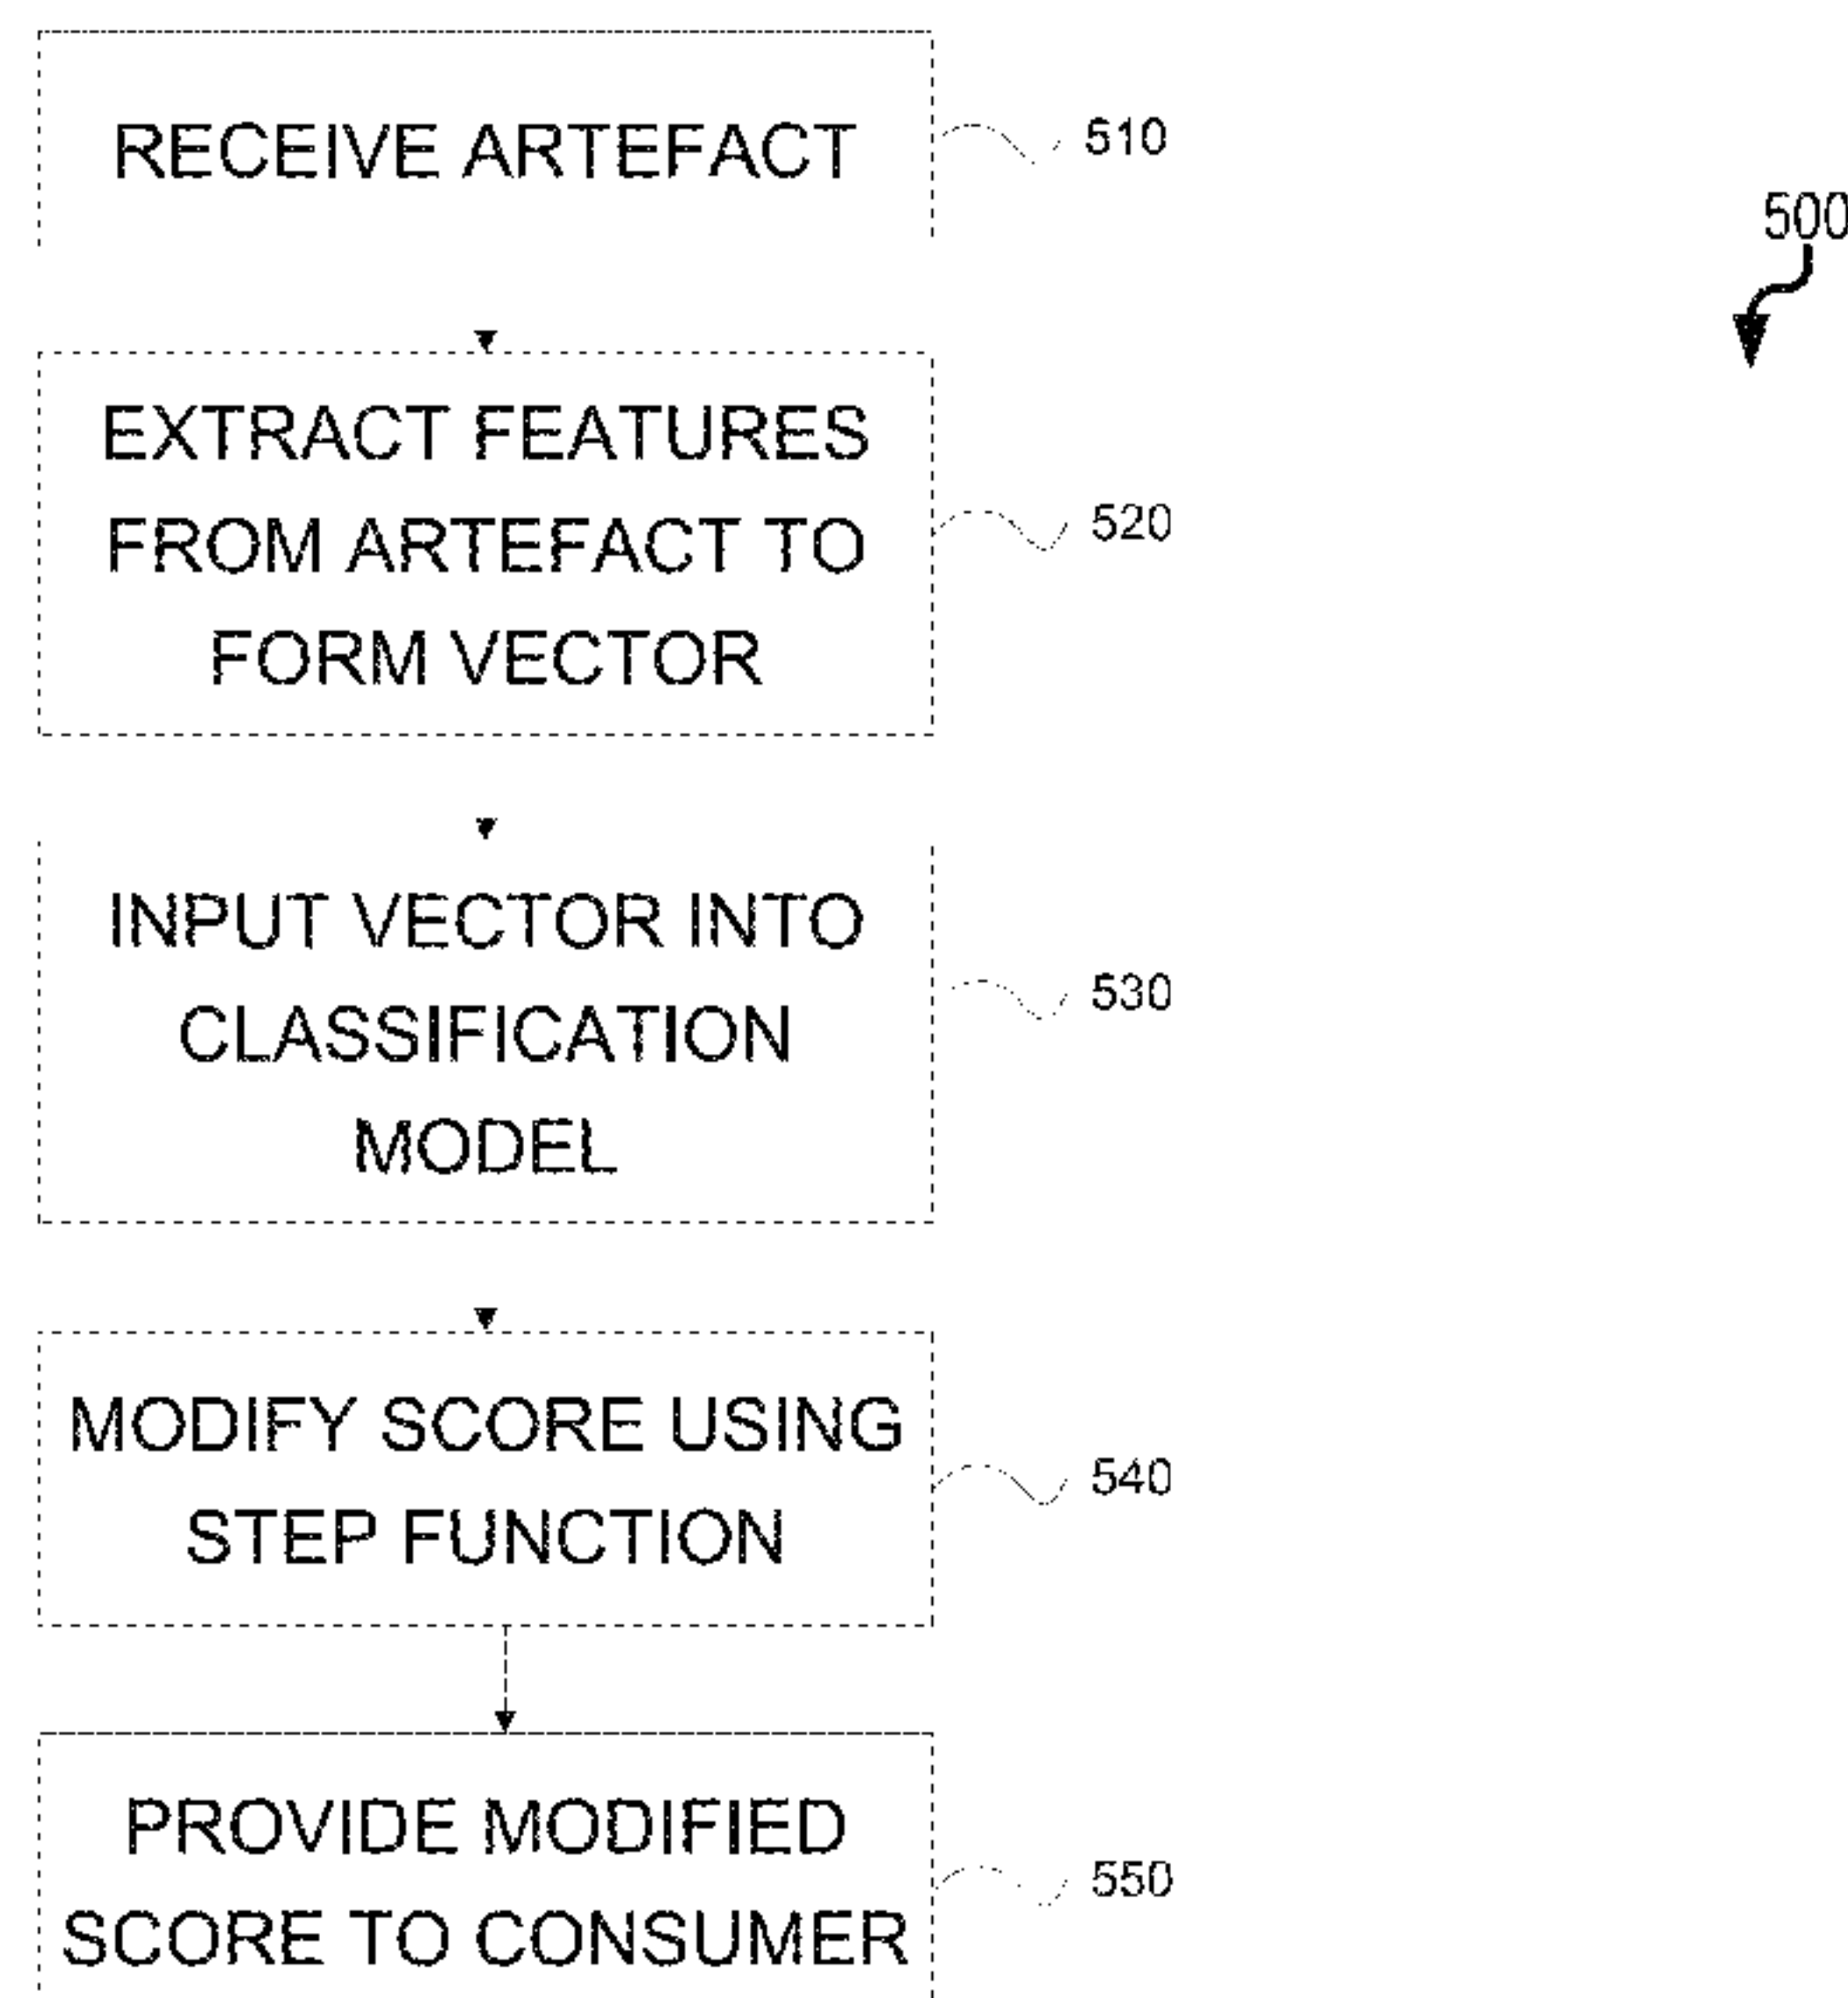 RECEIVE ARTEFACT
510
500
EXTRACT FEATURES
FROM ARTEFACT TO
FORM VECTOR
520
INPUT VECTOR INTO
CLASSIFICATION
MODEL
530
MODIFY SCORE USING
STEP FUNCTION
540
PROVIDE MODIFIED
SCORE TO CONSUMER
550